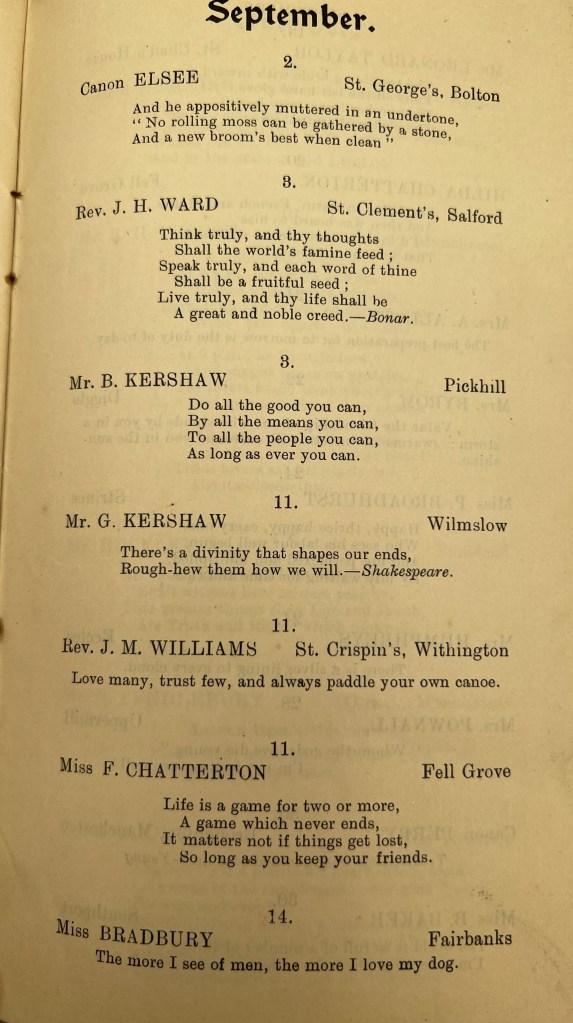 September.
2.
Canon ELSEE St. George's, Bolton
And he appositively muttered in an undertone,
" No rolling moss can be gathered by a stone,
And a new broom's best when clean "
3.
Rev. J. H. WARD St. Clement's, Salford
Think truly, and thy thoughts
Shall the world's famine feed ;
Speak truly, and each word of thine
Shall be a fruitful seed ;
Live truly, and thy life shall be
A great and noble creed.—Bonar.
3.
Mr. B. KERSHAW Pickhill
Do all the good you can,
By all the means you can,
To all the people you can,
As long as ever you can.
11.
Mr. G. KERSHAW Wilmslow
There's a divinity that shapes our ends,
Rough-hew them how we will.—Shakespeare.
11.
Rev. J. M. WILLIAMS St. Crispin's, Withington
Love many, trust few, and always paddle your own canoe.
11.
Miss F. CHATTERTON Fell Grove
Life is a game for two or more,
A game which never ends,
It matters not if things get lost,
So long as you keep your friends.
14.
Miss BRADBURY Fairbanks
The more I see of men, the more I love my dog.